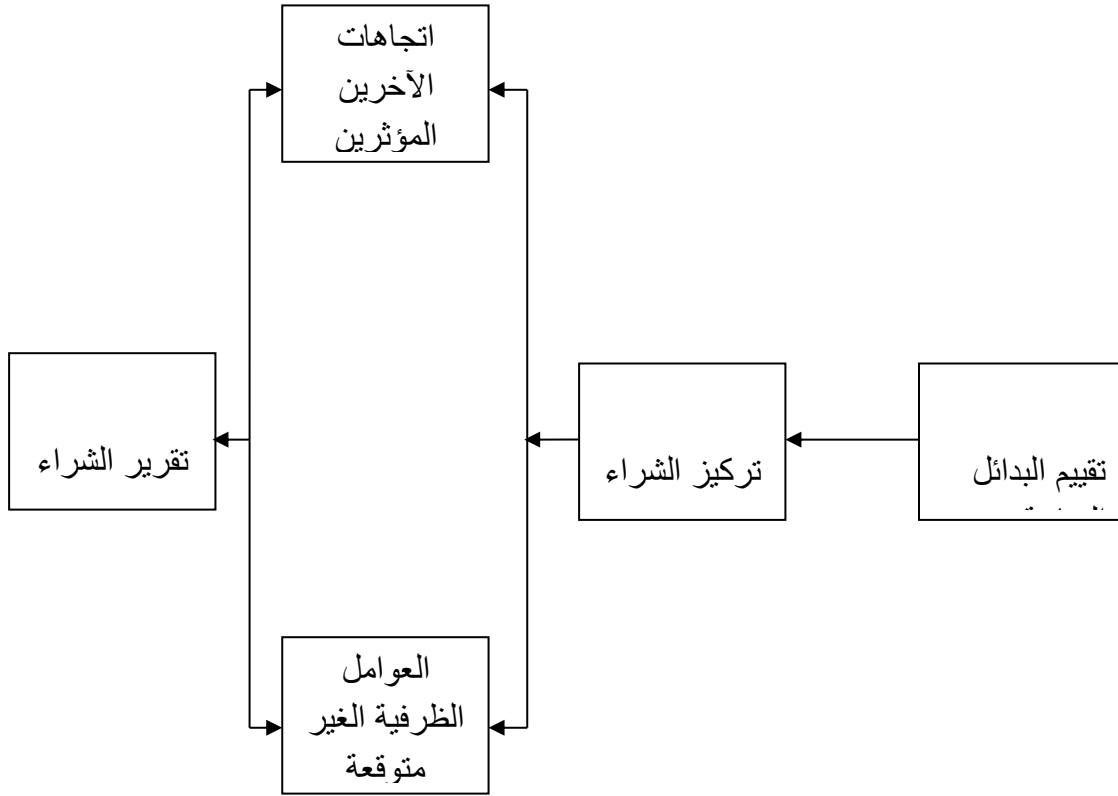 اتجاهات
الآخرين
المؤثرين
تقييم البدائل
تركيز الشراء
تقرير الشراء
العوامل
الظرفية الغير
متوقعة